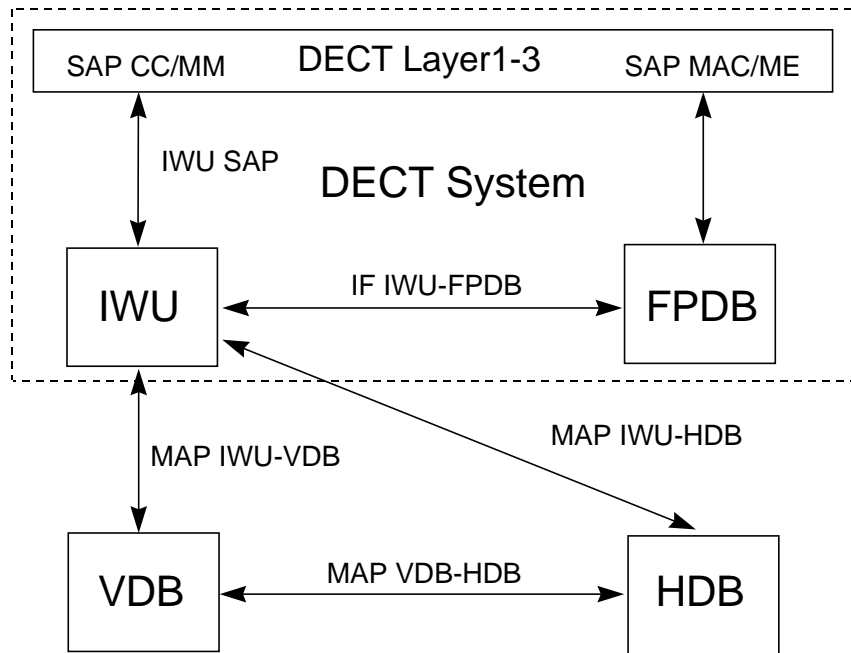 SAP CC/MM DECT Layer1-3 SAP MAC/ME
IWU SAP
DECT System
IWU
IF IWU-FPDB
FPDB
MAP IWU-VDB
MAP IWU-HDB
VDB
MAP VDB-HDB
HDB